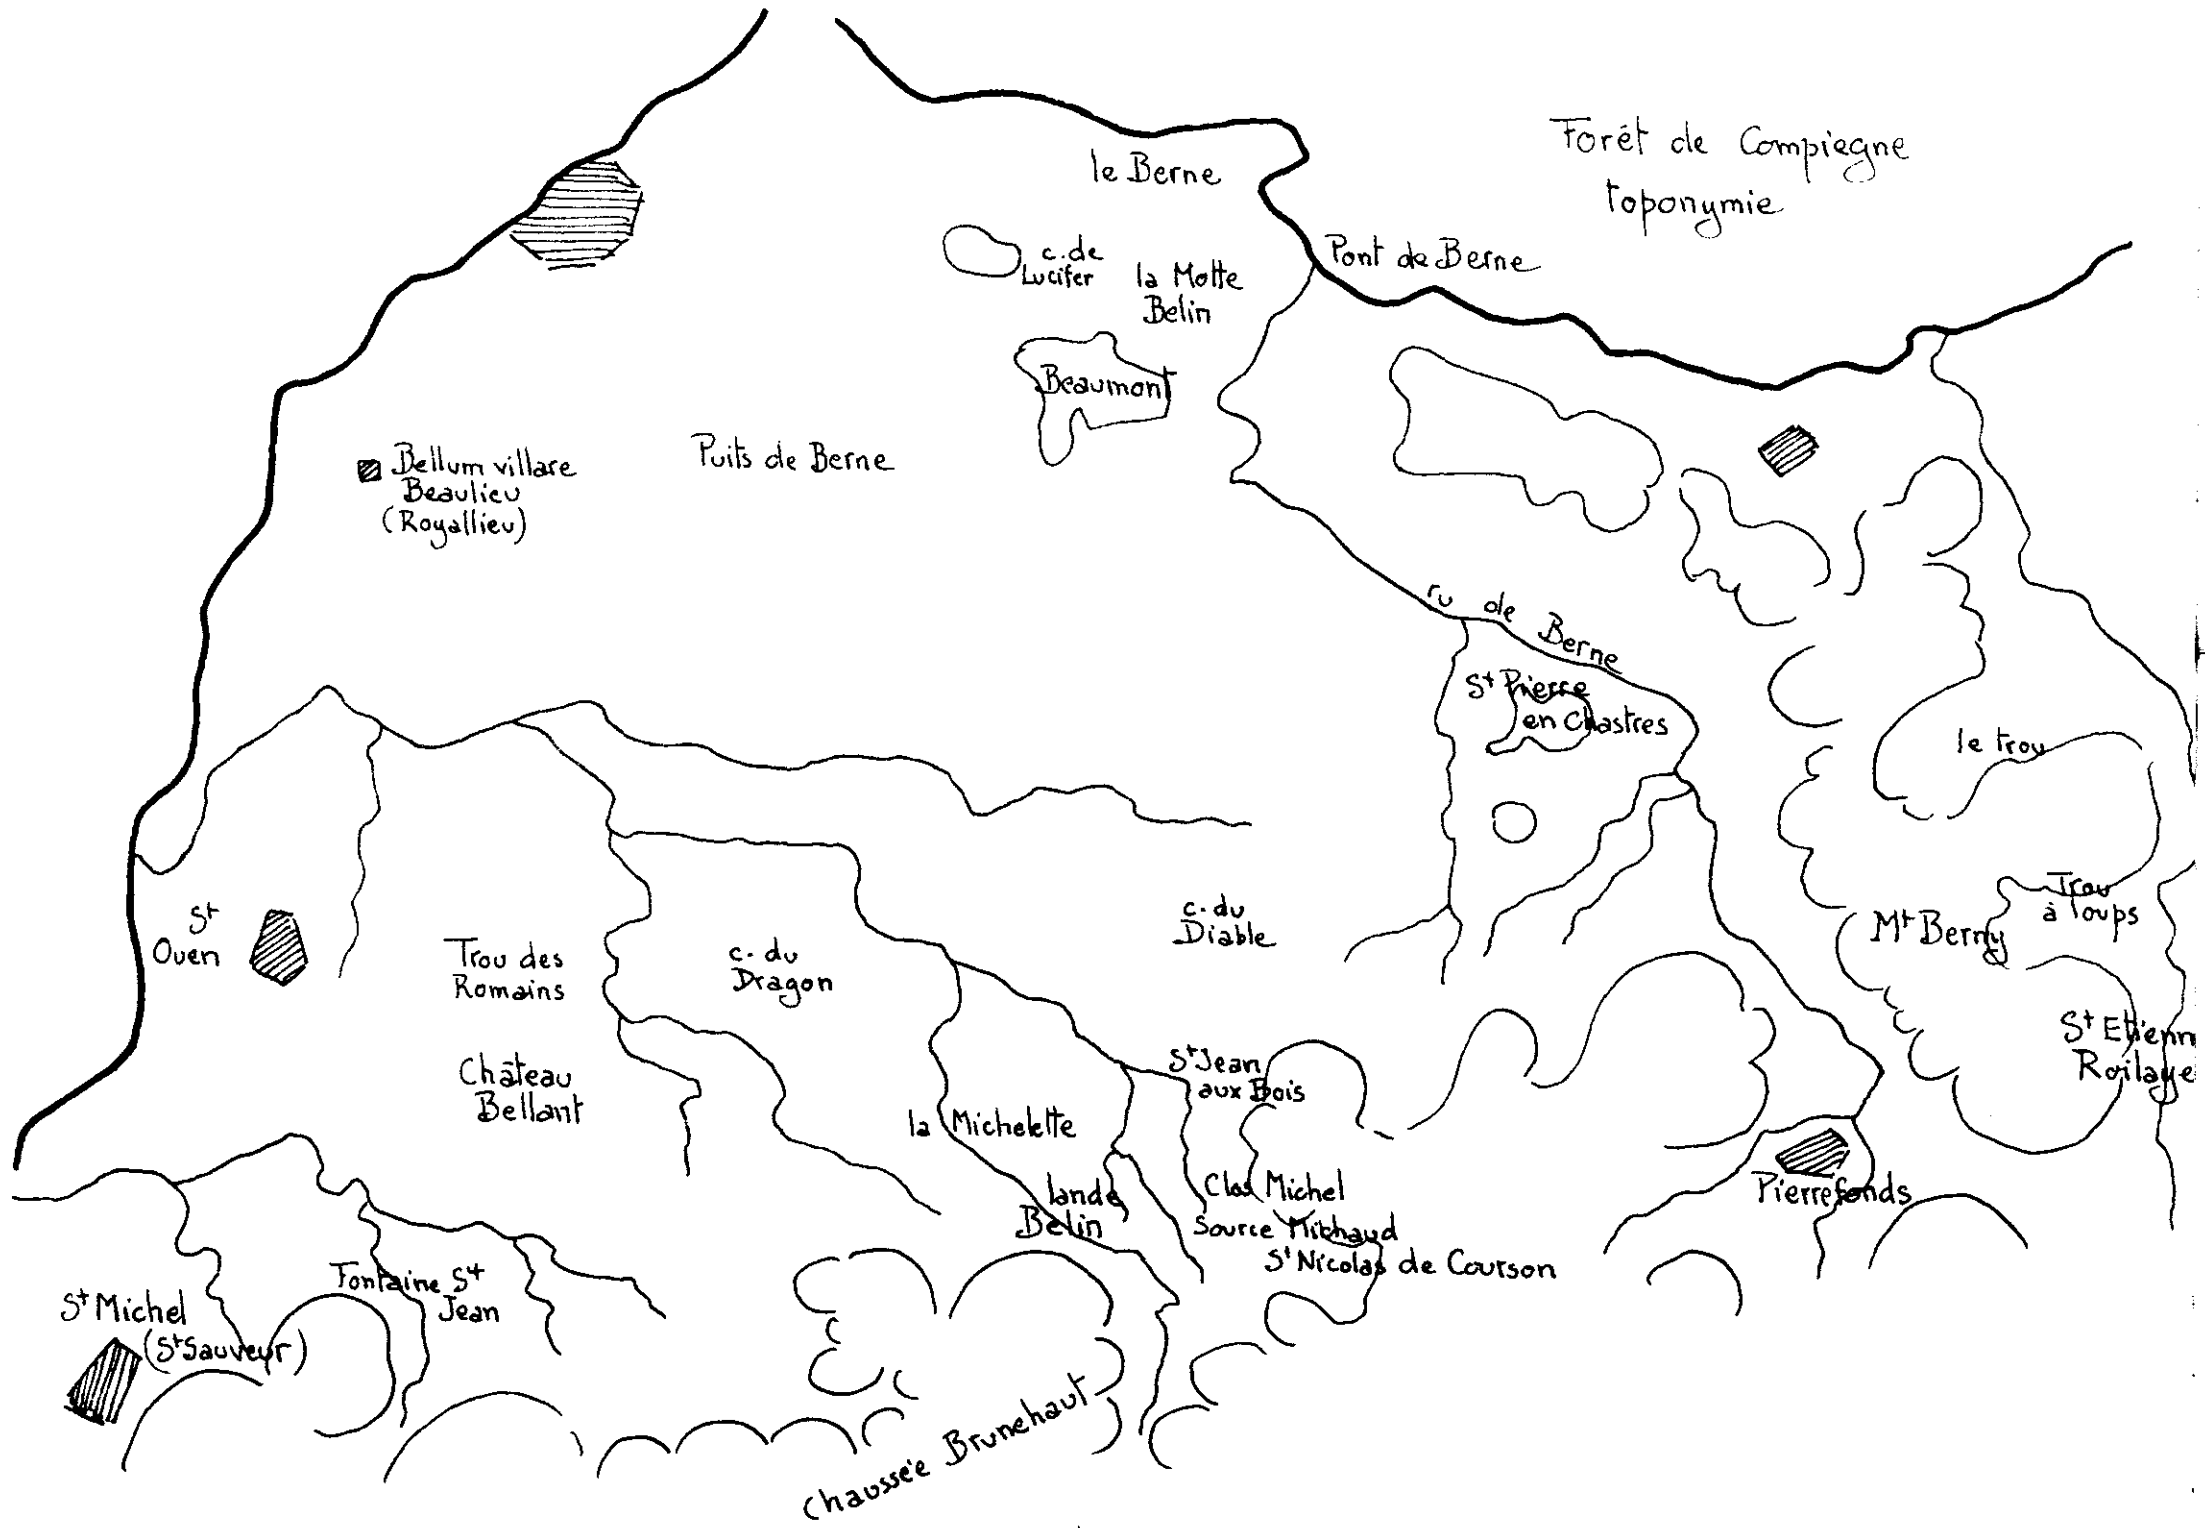 Forêt de Compiegne
toponymie
le Berne
Pont de Berne
c. de
Lucifer
la Motte
Belin
Beaumont
Bellum villare
Beaulieu
(Royallieu)
Puits de Berne
ru de Berne
St Pierre
en Chastres
le trou
Trou
à loups
Mt Berny
St
Ouen
Trou des
Romains
c. du
Dragon
c. du
Diable
St Etienn
Roilaye
Château
Bellant
St Jean
aux Bois
la Michelette
lande
Belin
Clos Michel
Source Michaud
St Nicolas de Courson
Pierrefonds
Fontaine St
Jean
St Michel
(St Sauveur)
Chaussée Brunehaut